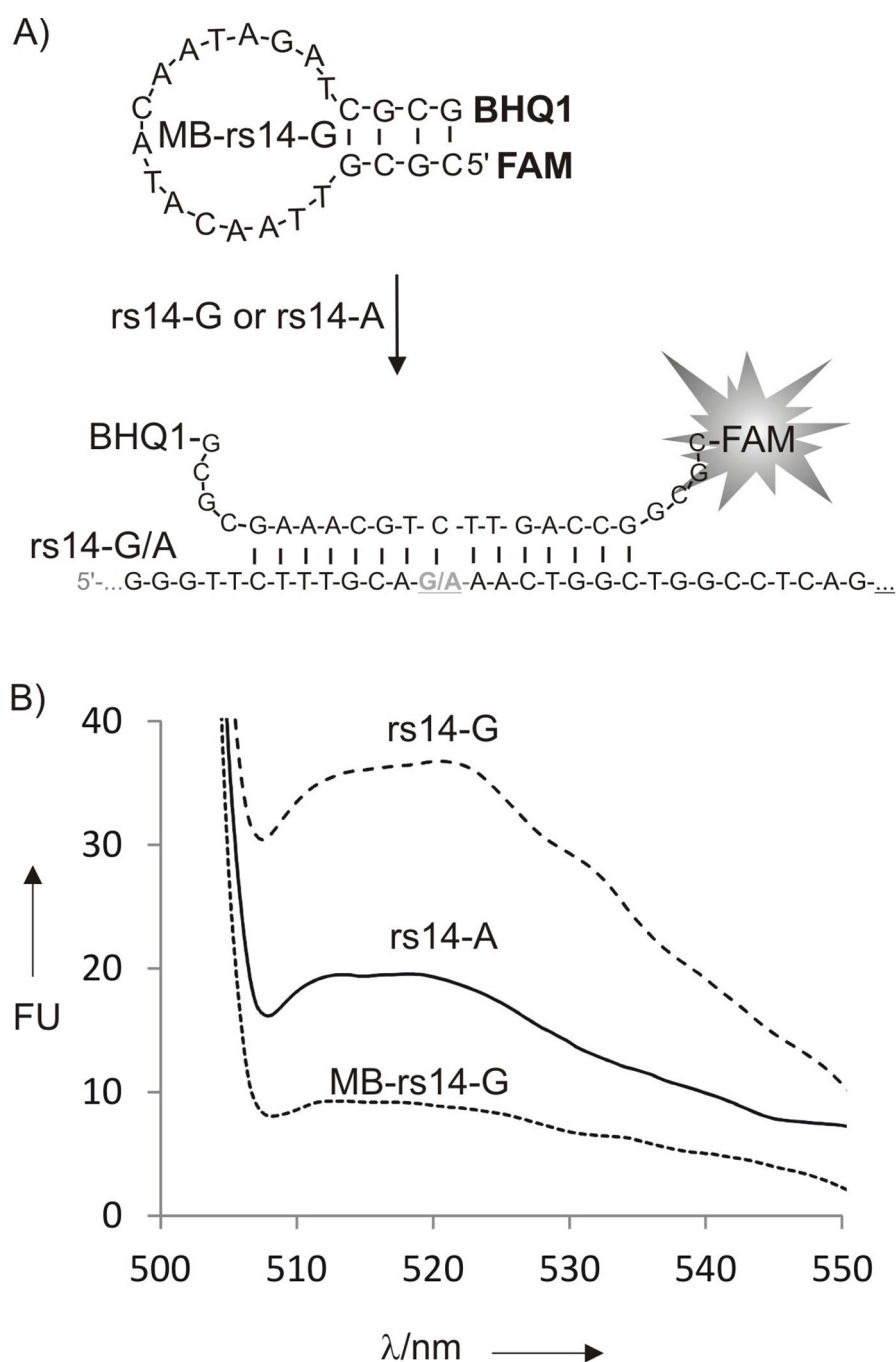 A)
A-C-A-A-T-A-G-A-T-C-G-C-G BHQ1
MB-rs14-G
T-A-C-A-A-T-T-G-C-G-C5' FAM
rs14-G or rs14-A
BHQ1-G-C-G-C-G-A-A-A-C-G-T-C-T-T-G-A-C-C-G-G-C-G-C-FAM
rs14-G/A
5'-...G-G-G-T-T-C-T-T-T-G-C-A-G/A-A-A-C-T-G-G-C-T-G-G-C-C-T-C-A-G-...
B)
40
30
20
10
0
FU
rs14-G
rs14-A
MB-rs14-G
500 510 520 530 540 550
λ/nm